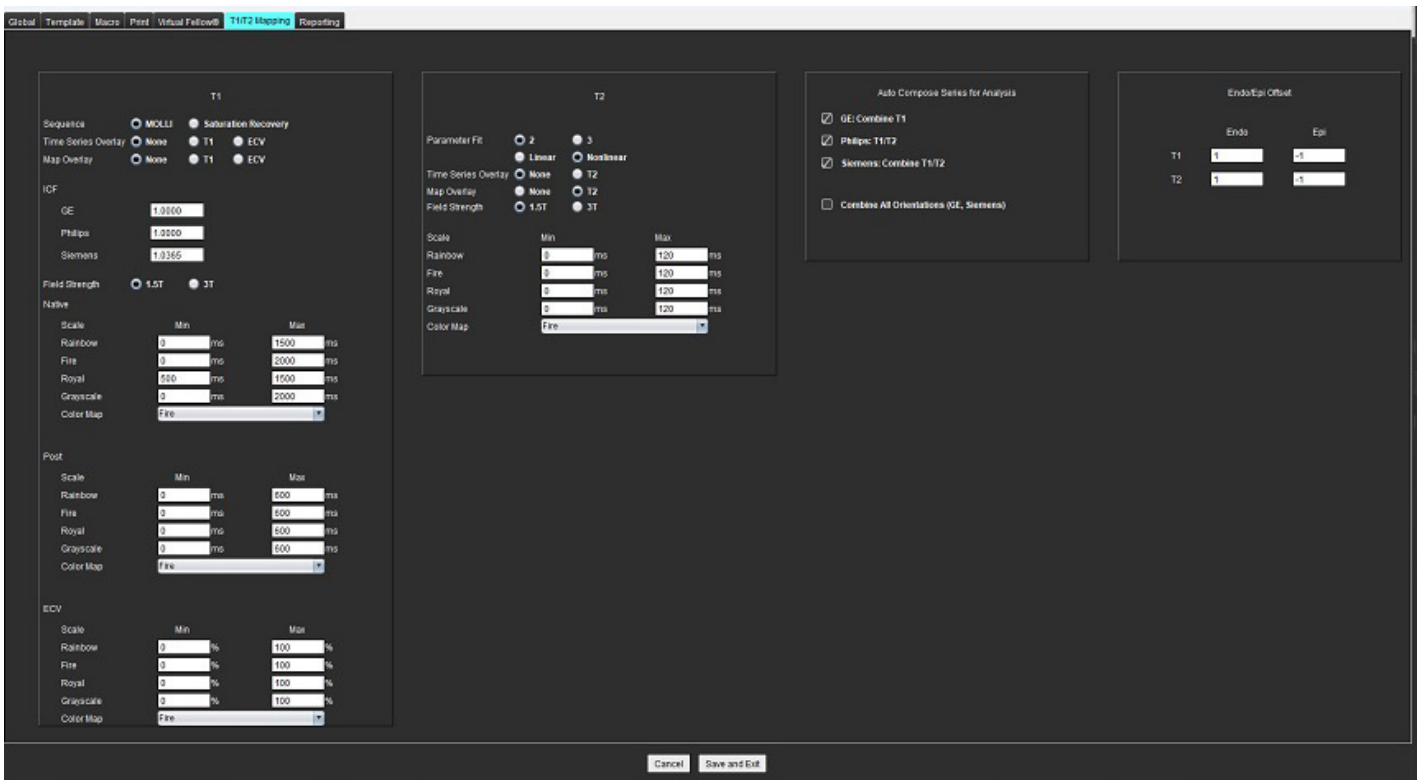 Global Template Macro Print Virtual Fellow® T1/T2 Mapping Reporting
T1
Sequence MOLLI Saturation Recovery
Time Series Overlay None T1 ECV
Map Overlay None T1 ECV
ICF
GE 1.0000
Philips 1.0000
Siemens 1.0365
Field Strength 1.5T 3T
Native
Scale Min Max
Rainbow 0 ms 1500 ms
Fire 0 ms 2000 ms
Royal 500 ms 1500 ms
Grayscale 0 ms 2000 ms
Color Map Fire
Post
Scale Min Max
Rainbow 0 ms 600 ms
Fire 0 ms 600 ms
Royal 0 ms 600 ms
Grayscale 0 ms 600 ms
Color Map Fire
ECV
Scale Min Max
Rainbow 0 % 100 %
Fire 0 % 100 %
Royal 0 % 100 %
Grayscale 0 % 100 %
Color Map Fire
T2
Parameter Fit 2 3
Linear Nonlinear
Time Series Overlay None T2
Map Overlay None T2
Field Strength 1.5T 3T
Scale Min Max
Rainbow 0 ms 120 ms
Fire 0 ms 120 ms
Royal 0 ms 120 ms
Grayscale 0 ms 120 ms
Color Map Fire
Auto Compose Series for Analysis
GE: Combine T1
Philips: T1/T2
Siemens: Combine T1/T2
Combine All Orientations (GE, Siemens)
Endo/Epi Offset
Endo Epi
T1 1 -1
T2 1 -1
Cancel Save and Exit